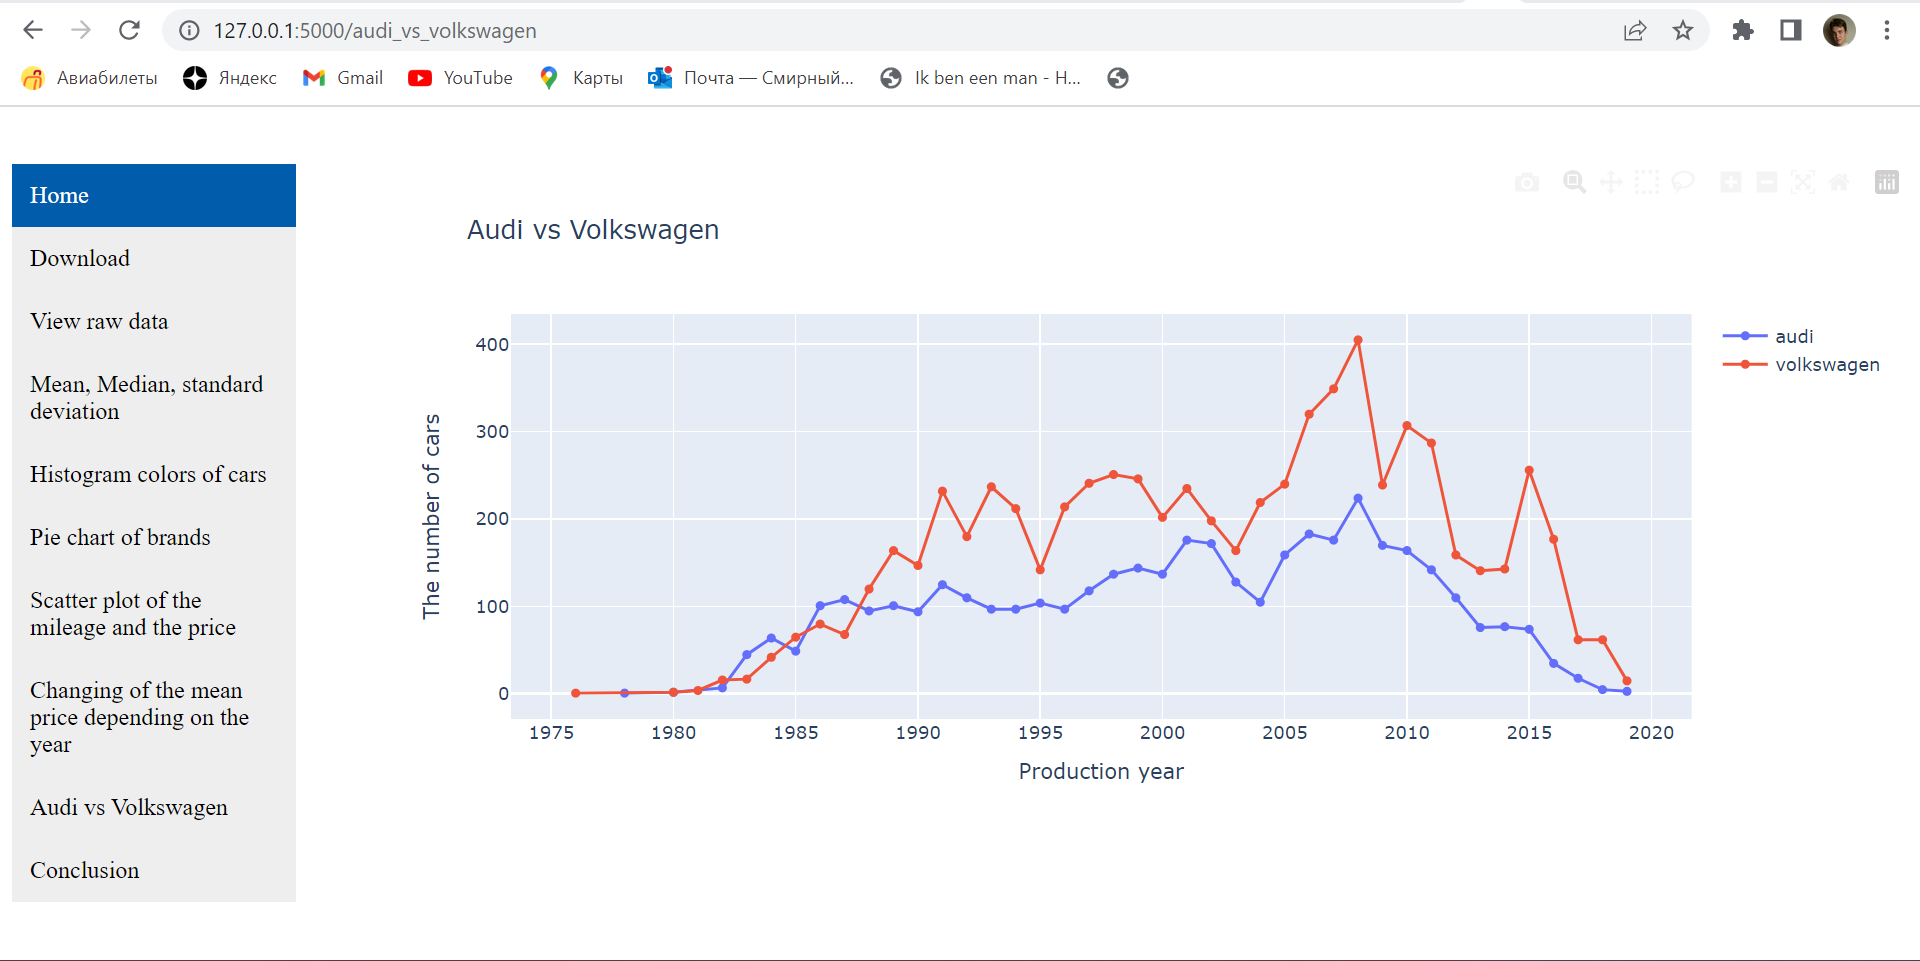 127.0.0.1:5000/audi_vs_volkswagen
Авиабилеты
Яндекс
Gmail
YouTube
Карты
Почта — Смирный...
Ik ben een man - H...
Home
Download
View raw data
Mean, Median, standard
deviation
Histogram colors of cars
Pie chart of brands
Scatter plot of the
mileage and the price
Changing of the mean
price depending on the
year
Audi vs Volkswagen
Conclusion
Audi vs Volkswagen
The number of cars
400
300
200
100
0
1975 1980 1985 1990 1995 2000 2005 2010 2015 2020
Production year
audi
volkswagen